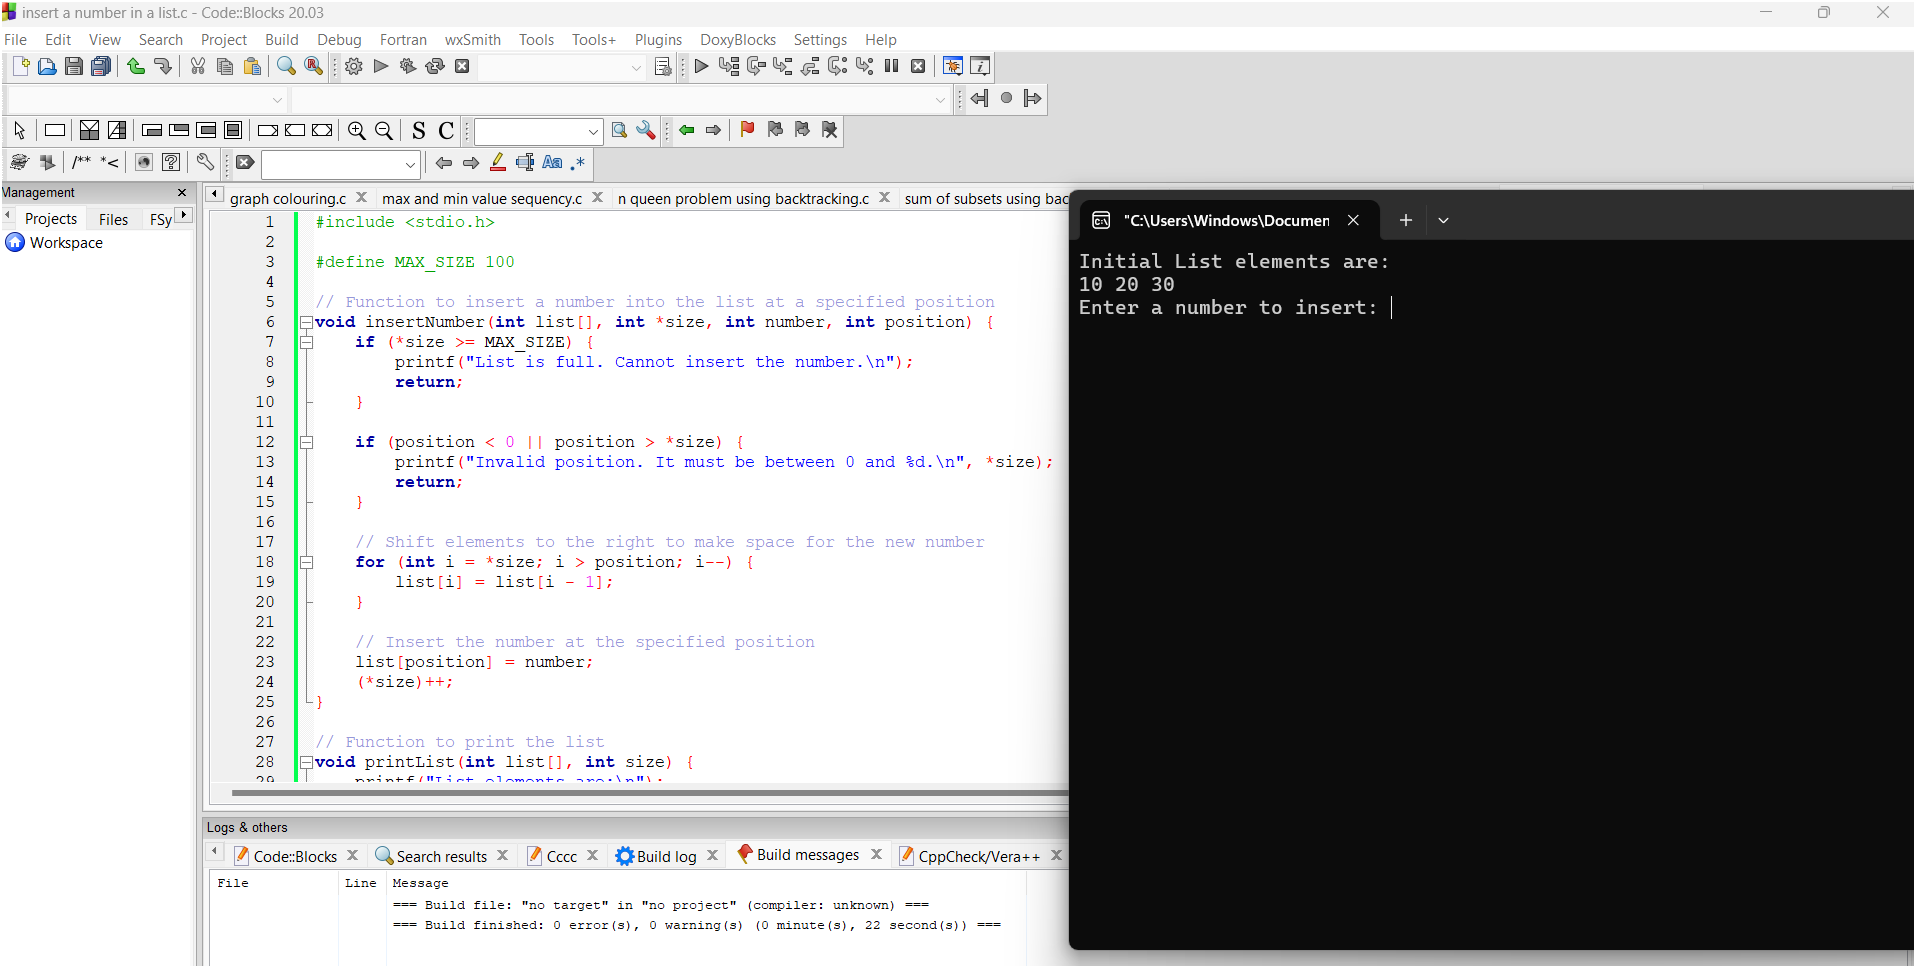 insert a number in a list.c - Code::Blocks 20.03
File Edit View Search Project Build Debug Fortran wxSmith Tools Tools+ Plugins DoxyBlocks Settings Help
S C
/** *< Aa .*
Management
Projects Files FSy
Workspace
graph colouring.c max and min value sequency.c n queen problem using backtracking.c sum of subsets using bac
1 #include <stdio.h>
2
3 #define MAX_SIZE 100
4
5 // Function to insert a number into the list at a specified position
6 void insertNumber(int list[], int *size, int number, int position) {
7 if (*size >= MAX_SIZE) {
8 printf("List is full. Cannot insert the number.\n");
9 return;
10 }
11
12 if (position < 0 || position > *size) {
13 printf("Invalid position. It must be between 0 and %d.\n", *size);
14 return;
15 }
16
17 // Shift elements to the right to make space for the new number
18 for (int i = *size; i > position; i--) {
19 list[i] = list[i - 1];
20 }
21
22 // Insert the number at the specified position
23 list[position] = number;
24 (*size)++;
25 }
26
27 // Function to print the list
28 void printList(int list[], int size) {
29 printf("List elements are:\n");
"C:\Users\Windows\Documen
Initial List elements are:
10 20 30
Enter a number to insert:
Logs & others
Code::Blocks Search results Cccc Build log Build messages CppCheck/Vera++
File Line Message
=== Build file: "no target" in "no project" (compiler: unknown) ===
=== Build finished: 0 error(s), 0 warning(s) (0 minute(s), 22 second(s)) ===